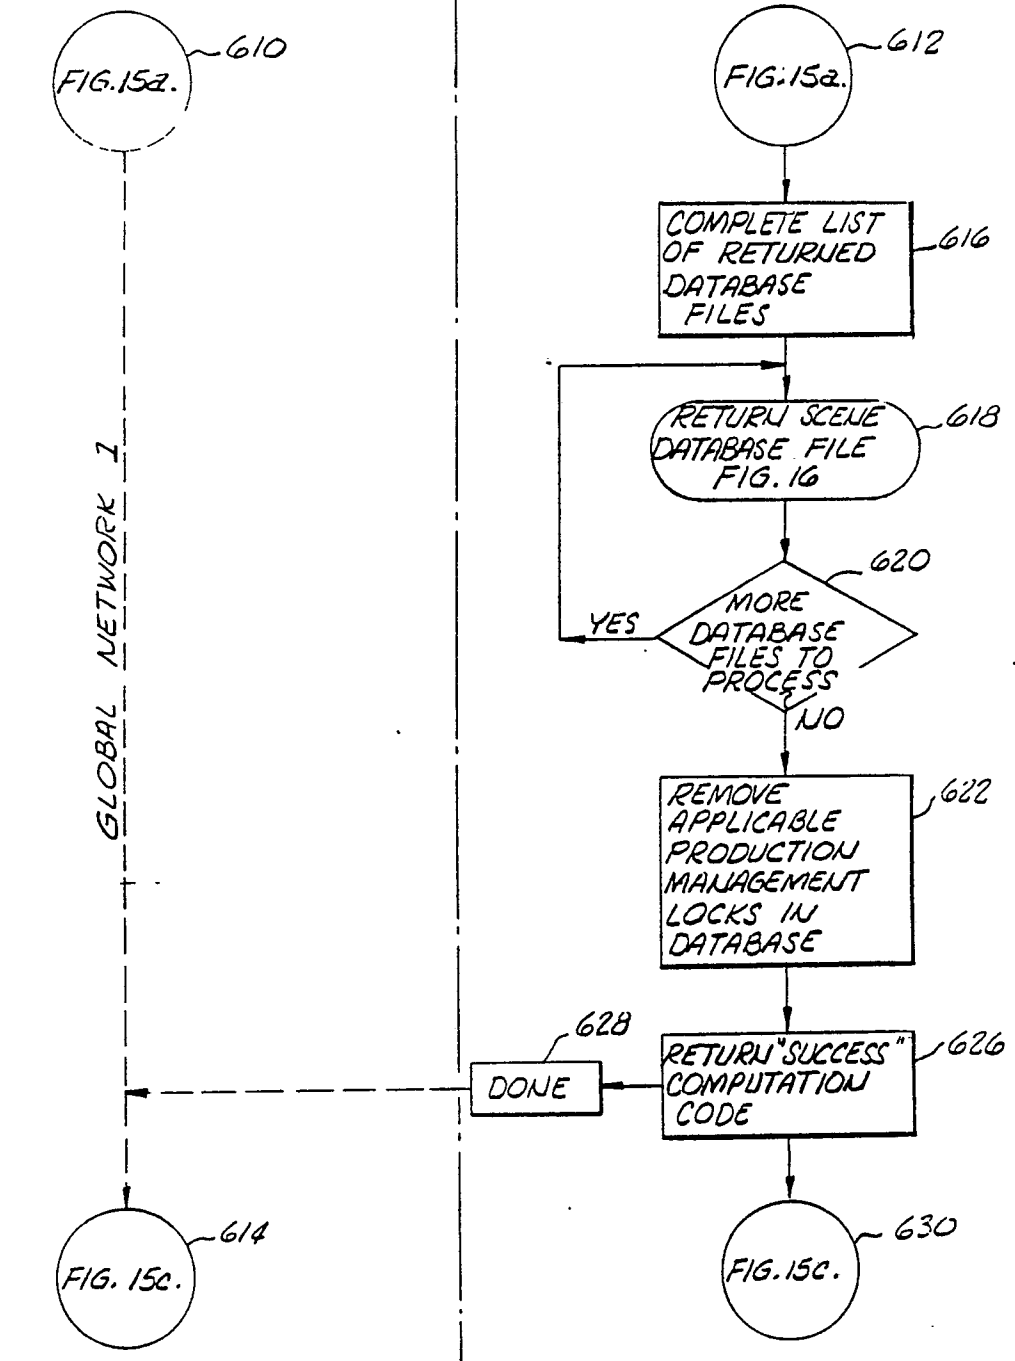 610
FIG. 15a.
612
FIG. 15a.
COMPLETE LIST
OF RETURNED
DATABASE
FILES
616
RETURN SCENE
DATABASE FILE
FIG. 16
618
620
MORE
DATABASE
FILES TO
PROCESS
YES
NO
GLOBAL NETWORK 1
REMOVE
APPLICABLE
PRODUCTION
MANAGEMENT
LOCKS IN
DATABASE
622
628
DONE
RETURN "SUCCESS"
COMPUTATION
CODE
626
614
FIG. 15c.
630
FIG. 15c.